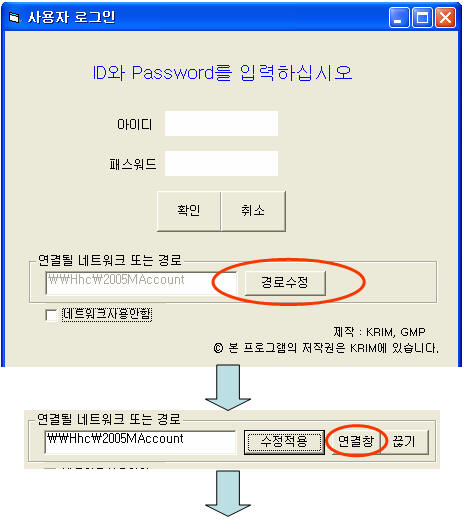 사용자 로그인
ID와 Password를 입력하십시오
아이디
패스워드
확인 취소
연결될 네트워크 또는 경로
₩₩Hhc₩2005MAccount 경로수정
네트워크사용안함
제작 : KRIM, GMP
© 본 프로그램의 저작권은 KRIM에 있습니다.
연결될 네트워크 또는 경로
₩₩Hhc₩2005MAccount 수정적용 연결창 끊기